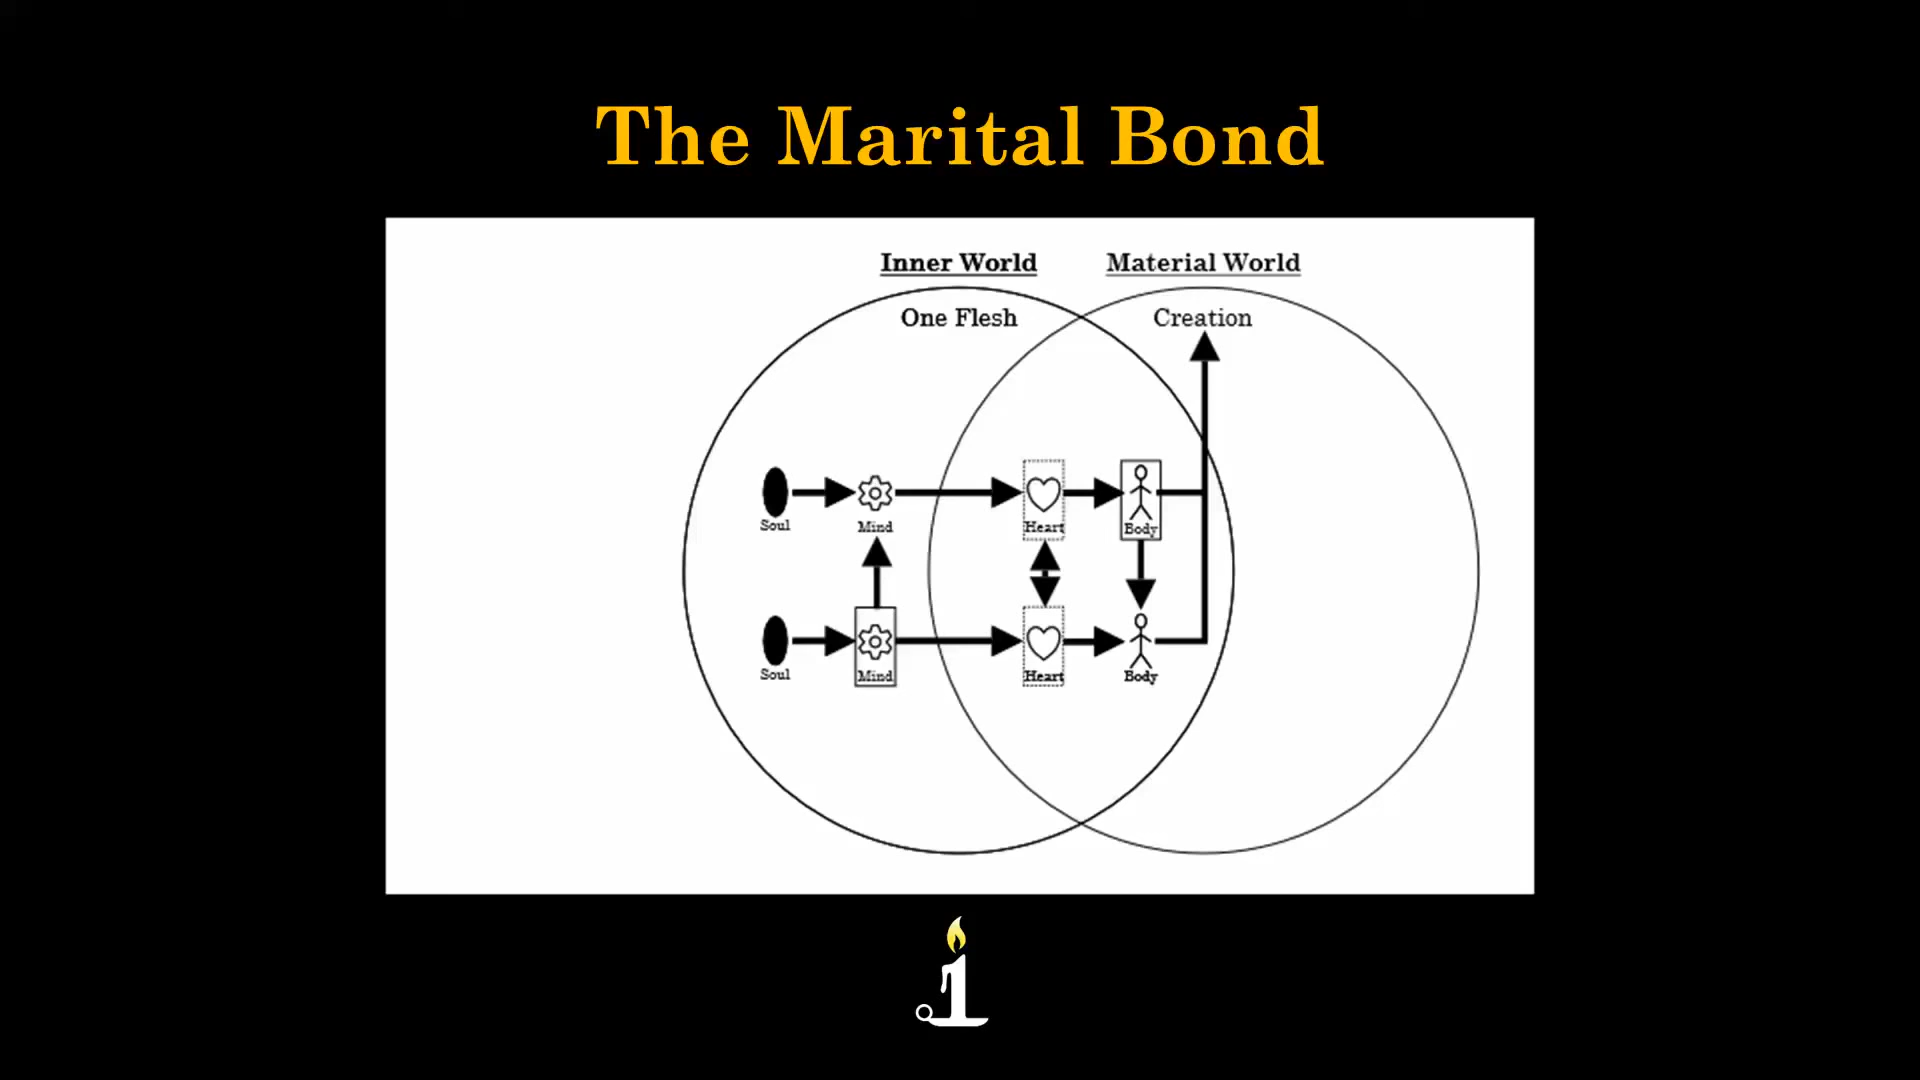 The Marital Bond
Inner World
Material World
One Flesh
Creation
Soul
Mind
Heart
Body
Soul
Mind
Heart
Body